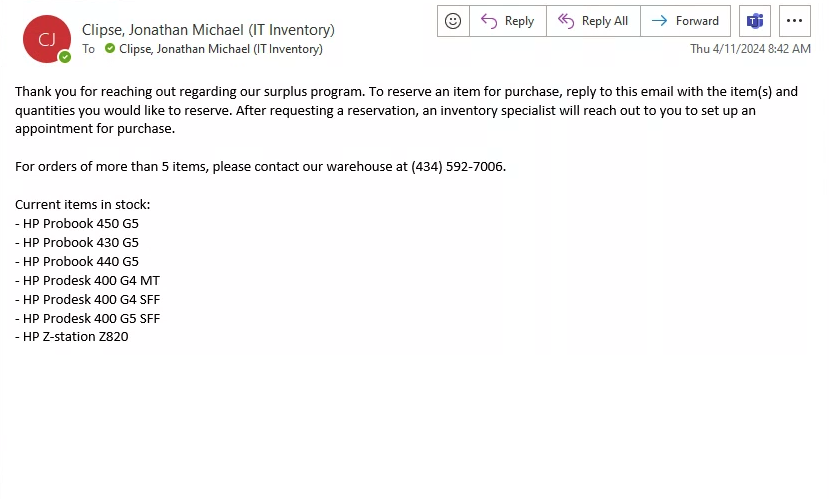 CJ
Clipse, Jonathan Michael (IT Inventory)
To Clipse, Jonathan Michael (IT Inventory)
Reply
Reply All
Forward
Thu 4/11/2024 8:42 AM
Thank you for reaching out regarding our surplus program. To reserve an item for purchase, reply to this email with the item(s) and
quantities you would like to reserve. After requesting a reservation, an inventory specialist will reach out to you to set up an
appointment for purchase.
For orders of more than 5 items, please contact our warehouse at (434) 592-7006.
Current items in stock:
- HP Probook 450 G5
- HP Probook 430 G5
- HP Probook 440 G5
- HP Prodesk 400 G4 MT
- HP Prodesk 400 G4 SFF
- HP Prodesk 400 G5 SFF
- HP Z-station Z820